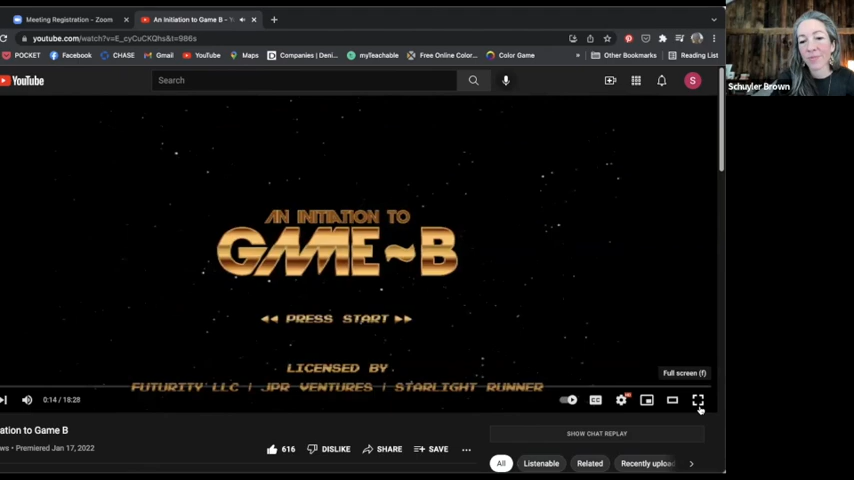 Meeting Registration - Zoom
An Initiation to Game B - Y
youtube.com/watch?v=E_cyCuCKQhs&t=986s
POCKET
Facebook
CHASE
Gmail
YouTube
Maps
Companies | Deni...
myTeachable
Free Online Color...
Color Game
»
Other Bookmarks
Reading List
YouTube
Search
S
AN INITIATION TO
GAME~B
PRESS START
LICENSED BY
FUTURITY LLC | JPR VENTURES | STARLIGHT RUNNER
Full screen (f)
0:14 / 18:28
CC
ation to Game B
ws • Premiered Jan 17, 2022
616
DISLIKE
SHARE
SAVE
SHOW CHAT REPLAY
All
Listenable
Related
Recently upload
Schuyler Brown